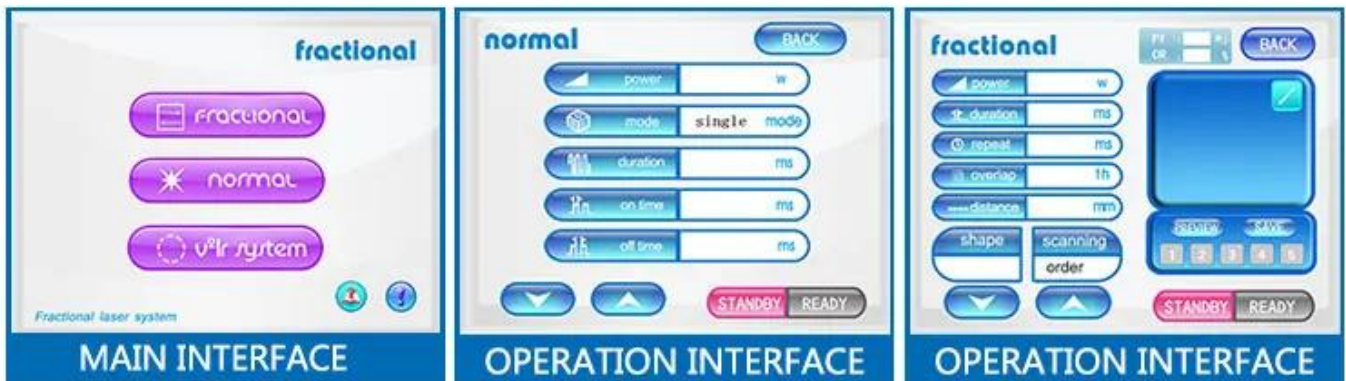 fractional
fractional
normal
v²lr system
Fractional laser system
MAIN INTERFACE
normal
BACK
power w
mode single mode
duration ms
on time ms
off time ms
STANDBY READY
OPERATION INTERFACE
fractional
BACK
power w
duration ms
repeat ms
overlap th
distance mm
PREVIEW SAVE
1 2 3 4 5
shape scanning
order
STANDBY READY
OPERATION INTERFACE